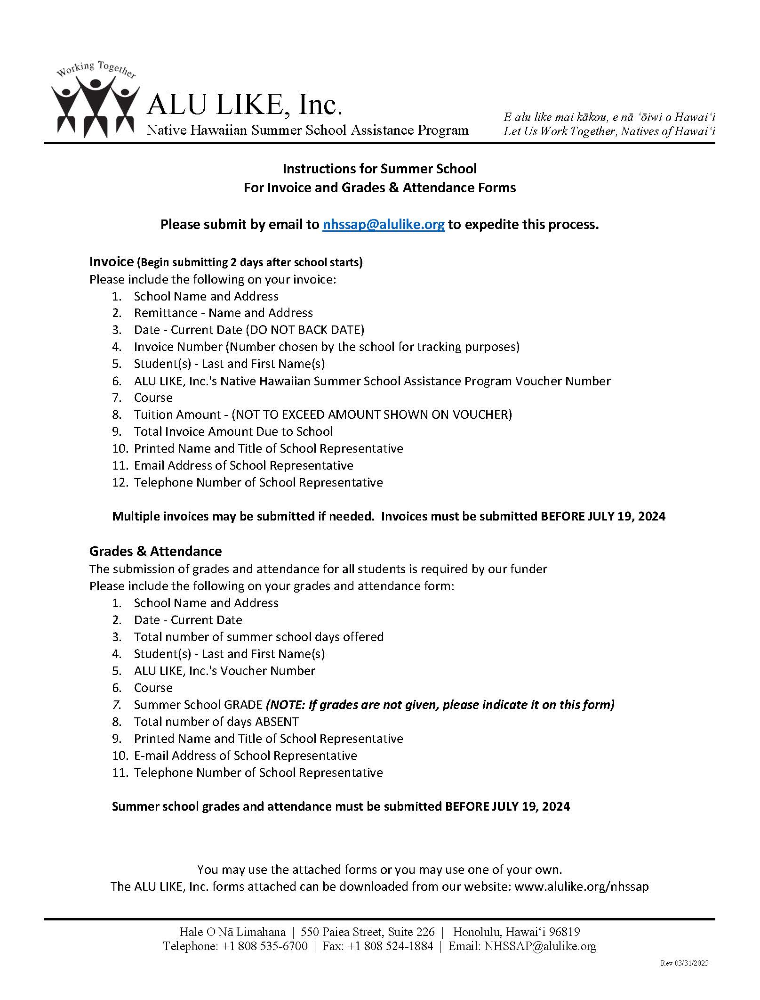 Working Together
ALU LIKE, Inc.
Native Hawaiian Summer School Assistance Program
E alu like mai kākou, e nā ʻōiwi o Hawaiʻi
Let Us Work Together, Natives of Hawaiʻi
Instructions for Summer School
For Invoice and Grades & Attendance Forms
Please submit by email to nhssap@alulike.org to expedite this process.
Invoice (Begin submitting 2 days after school starts)
Please include the following on your invoice:
1. School Name and Address
2. Remittance - Name and Address
3. Date - Current Date (DO NOT BACK DATE)
4. Invoice Number (Number chosen by the school for tracking purposes)
5. Student(s) - Last and First Name(s)
6. ALU LIKE, Inc.'s Native Hawaiian Summer School Assistance Program Voucher Number
7. Course
8. Tuition Amount - (NOT TO EXCEED AMOUNT SHOWN ON VOUCHER)
9. Total Invoice Amount Due to School
10. Printed Name and Title of School Representative
11. Email Address of School Representative
12. Telephone Number of School Representative
Multiple invoices may be submitted if needed.  Invoices must be submitted BEFORE JULY 19, 2024
Grades & Attendance
The submission of grades and attendance for all students is required by our funder
Please include the following on your grades and attendance form:
1. School Name and Address
2. Date - Current Date
3. Total number of summer school days offered
4. Student(s) - Last and First Name(s)
5. ALU LIKE, Inc.'s Voucher Number
6. Course
7. Summer School GRADE (NOTE: If grades are not given, please indicate it on this form)
8. Total number of days ABSENT
9. Printed Name and Title of School Representative
10. E-mail Address of School Representative
11. Telephone Number of School Representative
Summer school grades and attendance must be submitted BEFORE JULY 19, 2024
You may use the attached forms or you may use one of your own.
The ALU LIKE, Inc. forms attached can be downloaded from our website: www.alulike.org/nhssap
Hale O Nā Limahana | 550 Paiea Street, Suite 226 | Honolulu, Hawaiʻi 96819
Telephone: +1 808 535-6700 | Fax: +1 808 524-1884 | Email: NHSSAP@alulike.org
Rev 03/31/2023